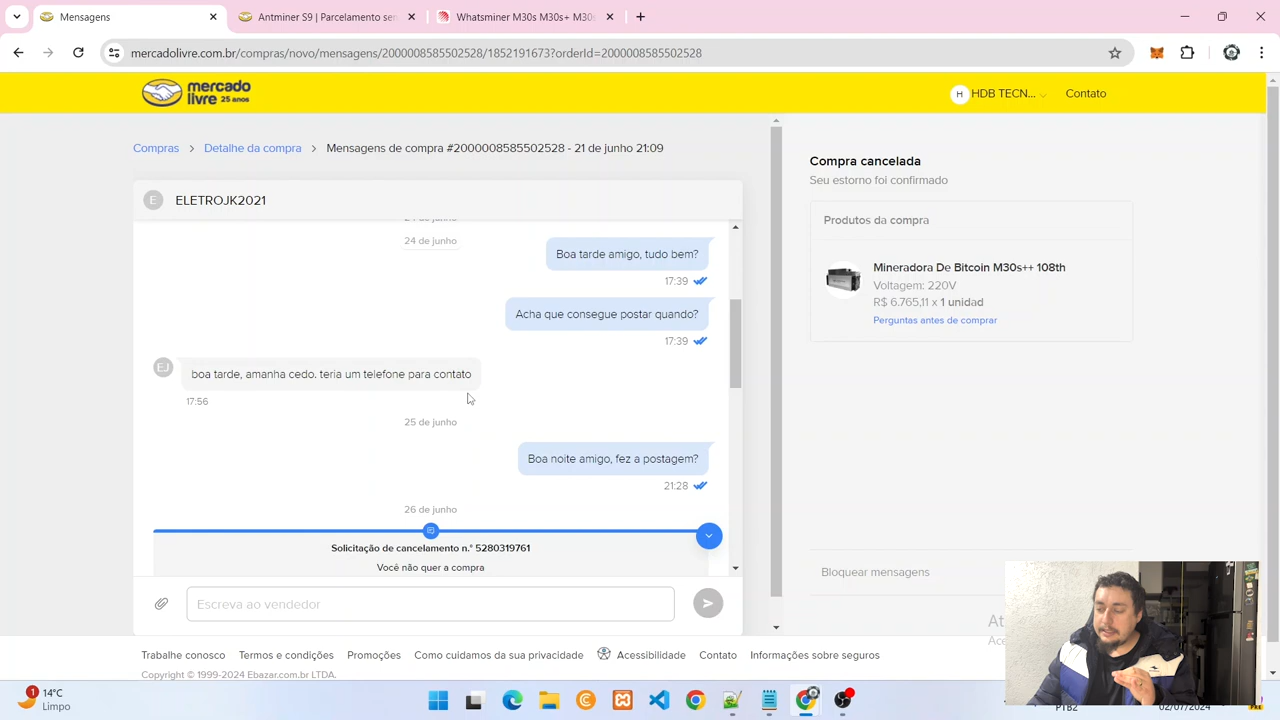 Mensagens
Antminer S9 | Parcelamento sem
Whatsminer M30s M30s+ M30
mercadolivre.com.br/compras/novo/mensagens/2000008585502528/1852191673?orderId=2000008585502528
mercado
livre 25 anos
H HDB TECN...
Contato
Compras > Detalhe da compra > Mensagens de compra #2000008585502528 - 21 de junho 21:09
E ELETROJK2021
24 de junho
Boa tarde amigo, tudo bem?
17:39
Acha que consegue postar quando?
17:39
EJ boa tarde, amanha cedo. teria um telefone para contato
17:56
25 de junho
Boa noite amigo, fez a postagem?
21:28
26 de junho
Solicitação de cancelamento n.° 5280319761
Você não quer a compra
Escreva ao vendedor
Compra cancelada
Seu estorno foi confirmado
Produtos da compra
Mineradora De Bitcoin M30s++ 108th
Voltagem: 220V
R$ 6.765,11 x 1 unidad
Perguntas antes de comprar
Bloquear mensagens
Trabalhe conosco Termos e condições Promoções Como cuidamos da sua privacidade Acessibilidade Contato Informações sobre seguros
Copyright © 1999-2024 Ebazar.com.br LTDA.
1
14°C
Limpo
PTB2
02/07/2024